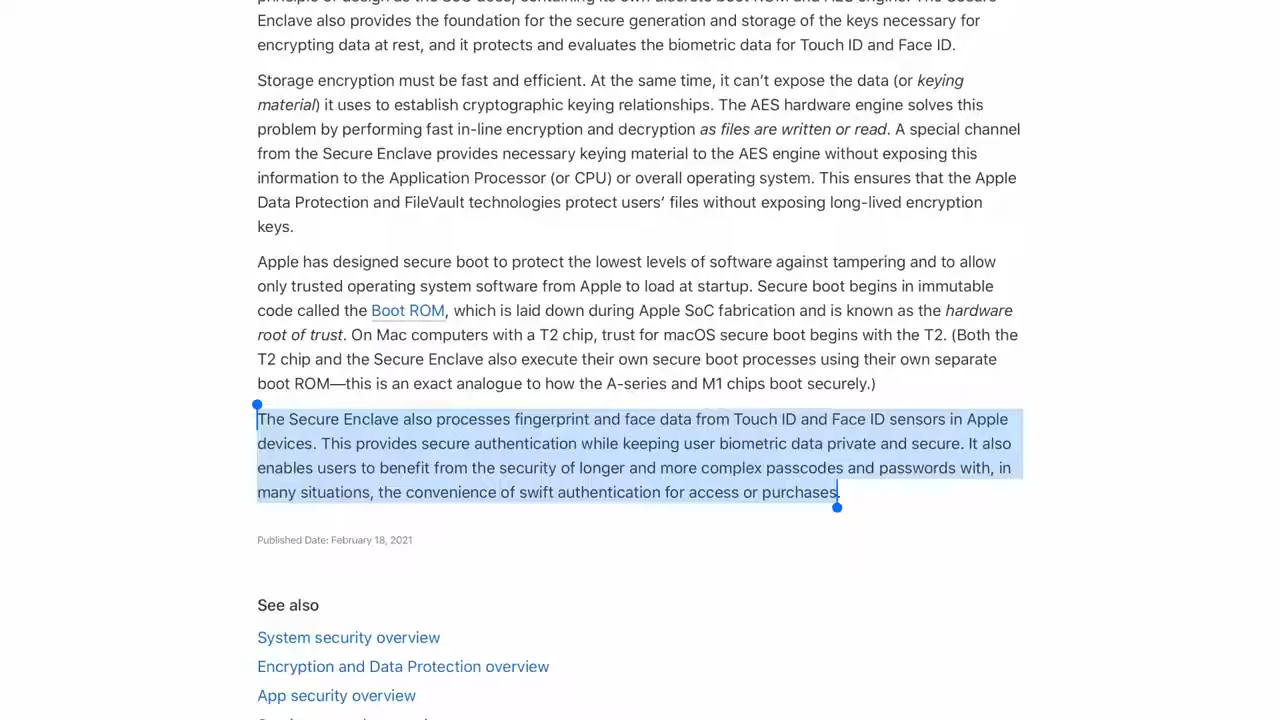 Enclave also provides the foundation for the secure generation and storage of the keys necessary for
encrypting data at rest, and it protects and evaluates the biometric data for Touch ID and Face ID.
Storage encryption must be fast and efficient. At the same time, it can’t expose the data (or keying
material) it uses to establish cryptographic keying relationships. The AES hardware engine solves this
problem by performing fast in-line encryption and decryption as files are written or read. A special channel
from the Secure Enclave provides necessary keying material to the AES engine without exposing this
information to the Application Processor (or CPU) or overall operating system. This ensures that the Apple
Data Protection and FileVault technologies protect users’ files without exposing long-lived encryption
keys.
Apple has designed secure boot to protect the lowest levels of software against tampering and to allow
only trusted operating system software from Apple to load at startup. Secure boot begins in immutable
code called the Boot ROM, which is laid down during Apple SoC fabrication and is known as the hardware
root of trust. On Mac computers with a T2 chip, trust for macOS secure boot begins with the T2. (Both the
T2 chip and the Secure Enclave also execute their own secure boot processes using their own separate
boot ROM—this is an exact analogue to how the A-series and M1 chips boot securely.)
The Secure Enclave also processes fingerprint and face data from Touch ID and Face ID sensors in Apple
devices. This provides secure authentication while keeping user biometric data private and secure. It also
enables users to benefit from the security of longer and more complex passcodes and passwords with, in
many situations, the convenience of swift authentication for access or purchases.
Published Date: February 18, 2021
See also
System security overview
Encryption and Data Protection overview
App security overview